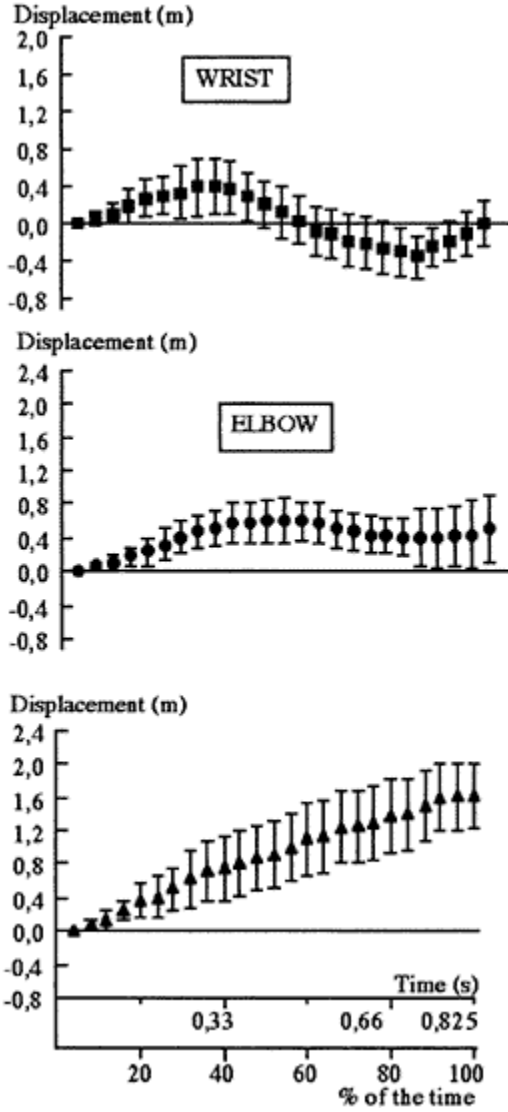 Displacement (m)
2,0
1,6
WRIST
1,2
0,8
0,4
0,0
-0,4
-0,8
Displacement (m)
2,4
2,0
ELBOW
1,6
1,2
0,8
0,4
0,0
-0,4
-0,8
Displacement (m)
2,4
2,0
1,6
1,2
0,8
0,4
0,0
-0,4
-0,8
Time (s)
0,33 0,66 0,825
20 40 60 80 100
% of the time